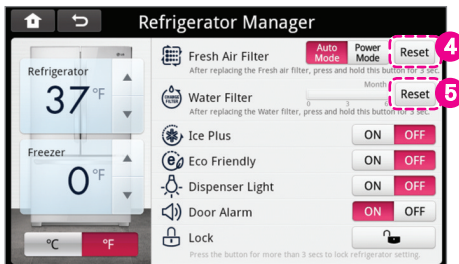 Refrigerator Manager
Refrigerator
37 °F
Freezer
0 °F
°C °F
Fresh Air Filter
Auto Mode
Power Mode
Reset
4
After replacing the Fresh air filter, press and hold this button for 3 sec.
CHANGE FILTER
Water Filter
Month
0 3
Reset
5
After replacing the Water filter, press and hold this button for 3 sec.
Ice Plus ON OFF
Eco Friendly ON OFF
Dispenser Light ON OFF
Door Alarm ON OFF
Lock
Press the button for more than 3 secs to lock refrigerator setting.